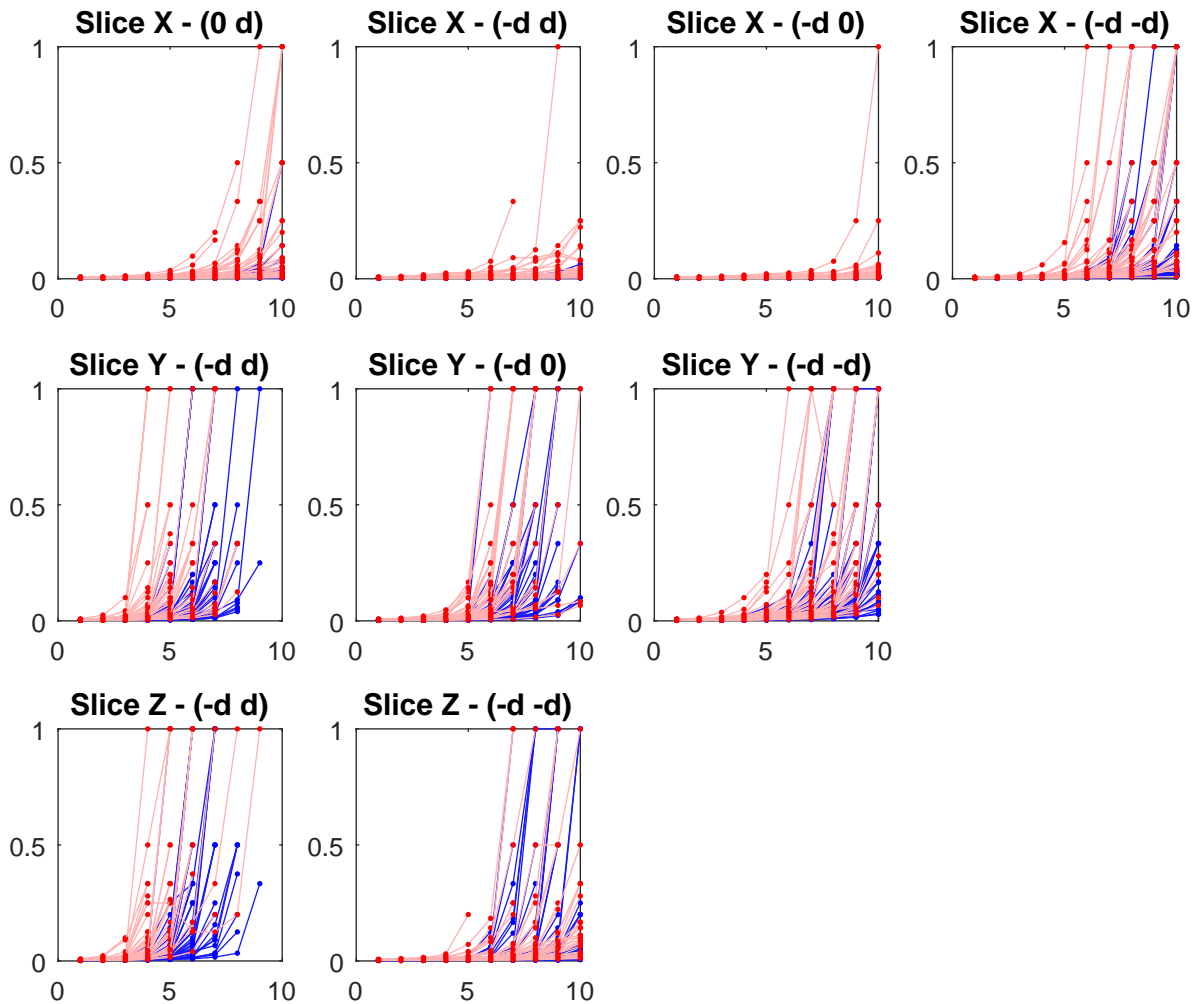 Slice X - (0 d) Slice X - (-d d) Slice X - (-d 0) Slice X - (-d -d)
1 1 1 1
0.5 0.5 0.5 0.5
0 0 0 0
0 5 10 0 5 10 0 5 10 0 5 10
Slice Y - (-d d) Slice Y - (-d 0) Slice Y - (-d -d)
1 1 1
0.5 0.5 0.5
0 0 0
0 5 10 0 5 10 0 5 10
Slice Z - (-d d) Slice Z - (-d -d)
1 1
0.5 0.5
0 0
0 5 10 0 5 10